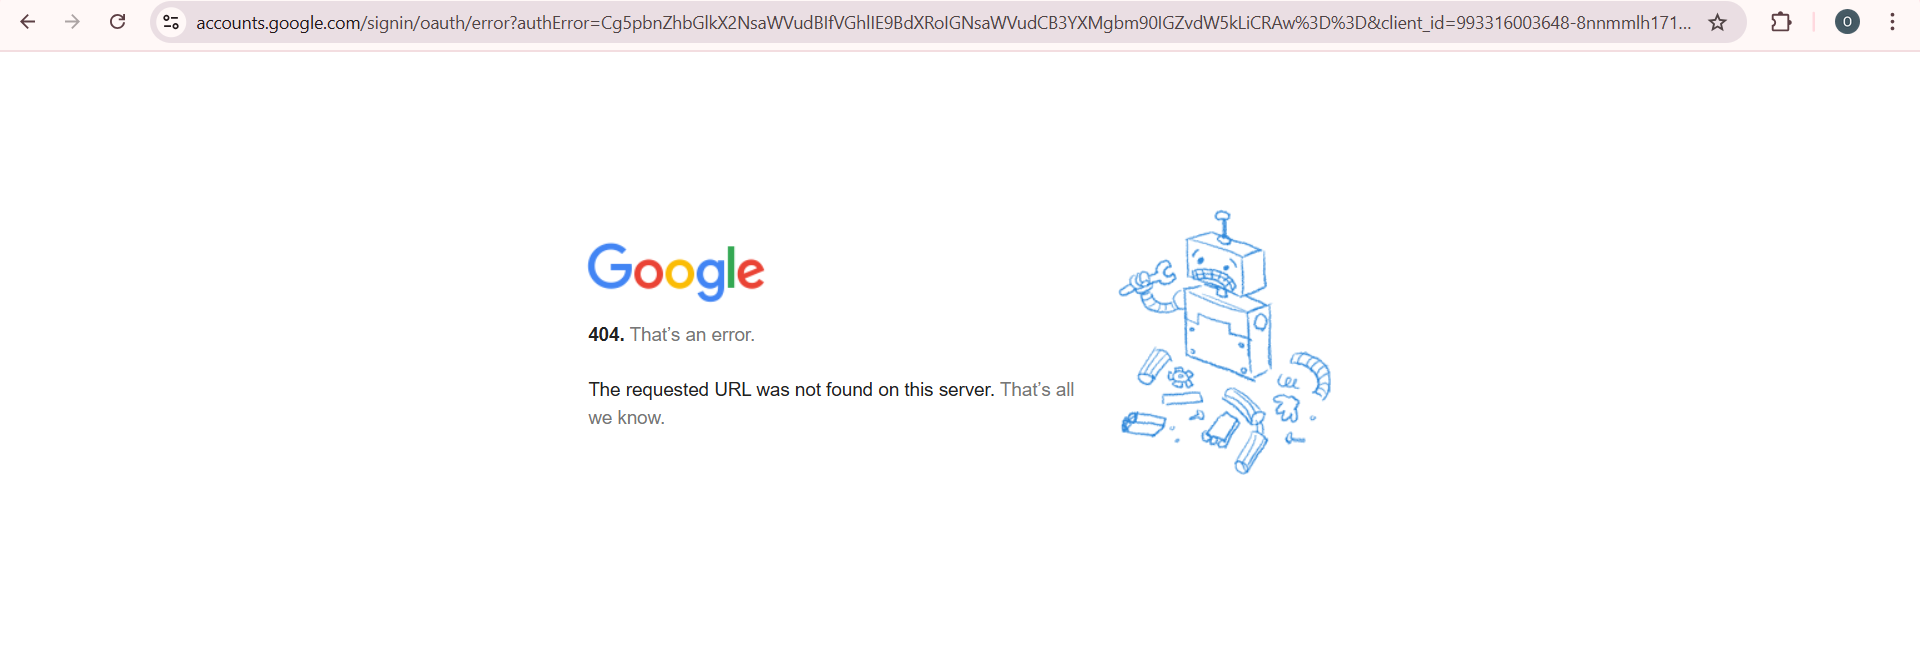 accounts.google.com/signin/oauth/error?authError=Cg5pbnZhbGlkX2NsaWVudBIfVGhlIE9BdXRoIGNsaWVudCB3YXMgbm90IGZvdW5kLiCRAw%3D%3D&client_id=993316003648-8nnmmlh171...
O
Google
404. That's an error.
The requested URL was not found on this server. That's all
we know.